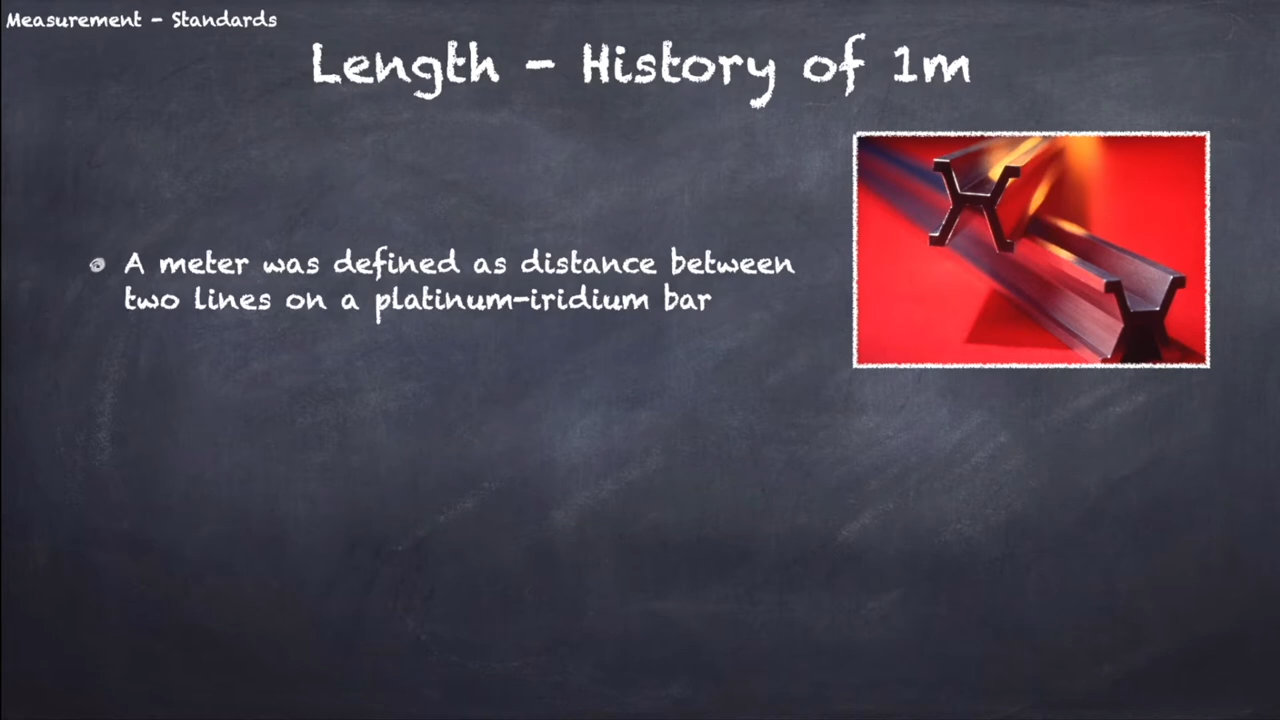 Measurement - Standards
Length - History of 1m
A meter was defined as distance between
two lines on a platinum-iridium bar